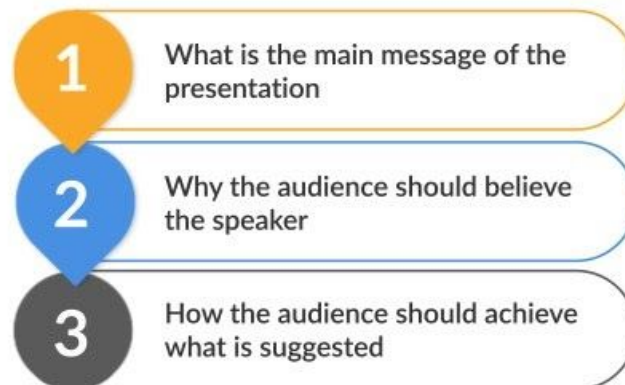 1
What is the main message of the
presentation
2
Why the audience should believe
the speaker
3
How the audience should achieve
what is suggested